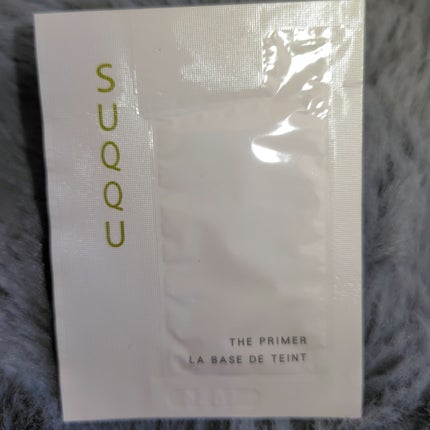 SUQQU
THE PRIMER
LA BASE DE TEINT